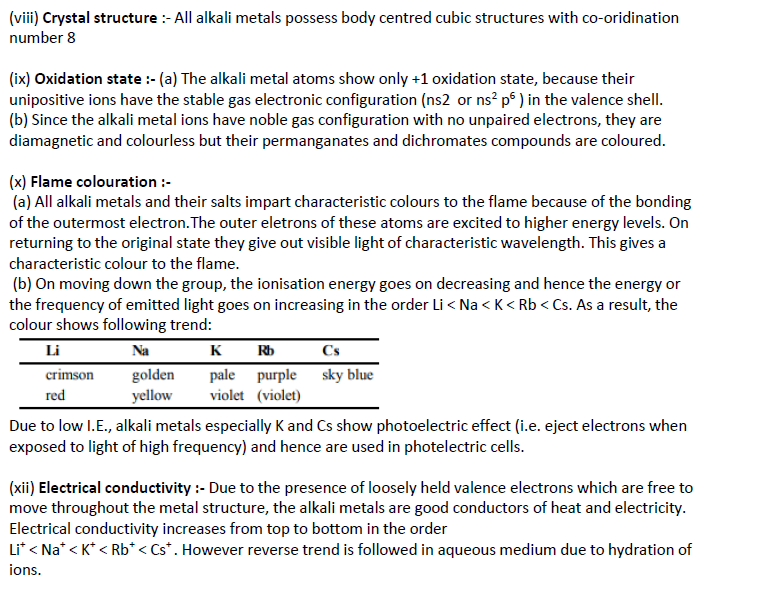 (viii) Crystal structure :- All alkali metals possess body centred cubic structures with co-oridination
number 8
(ix) Oxidation state :- (a) The alkali metal atoms show only +1 oxidation state, because their
unipositive ions have the stable gas electronic configuration (ns2 or ns² p⁶ ) in the valence shell.
(b) Since the alkali metal ions have noble gas configuration with no unpaired electrons, they are
diamagnetic and colourless but their permanganates and dichromates compounds are coloured.
(x) Flame colouration :-
(a) All alkali metals and their salts impart characteristic colours to the flame because of the bonding
of the outermost electron.The outer eletrons of these atoms are excited to higher energy levels. On
returning to the original state they give out visible light of characteristic wavelength. This gives a
characteristic colour to the flame.
(b) On moving down the group, the ionisation energy goes on decreasing and hence the energy or
the frequency of emitted light goes on increasing in the order Li < Na < K < Rb < Cs. As a result, the
colour shows following trend:
Li Na K Rb Cs
crimson golden pale purple sky blue
red yellow violet (violet)
Due to low I.E., alkali metals especially K and Cs show photoelectric effect (i.e. eject electrons when
exposed to light of high frequency) and hence are used in photelectric cells.
(xii) Electrical conductivity :- Due to the presence of loosely held valence electrons which are free to
move throughout the metal structure, the alkali metals are good conductors of heat and electricity.
Electrical conductivity increases from top to bottom in the order
Li⁺ < Na⁺ < K⁺ < Rb⁺ < Cs⁺ . However reverse trend is followed in aqueous medium due to hydration of
ions.